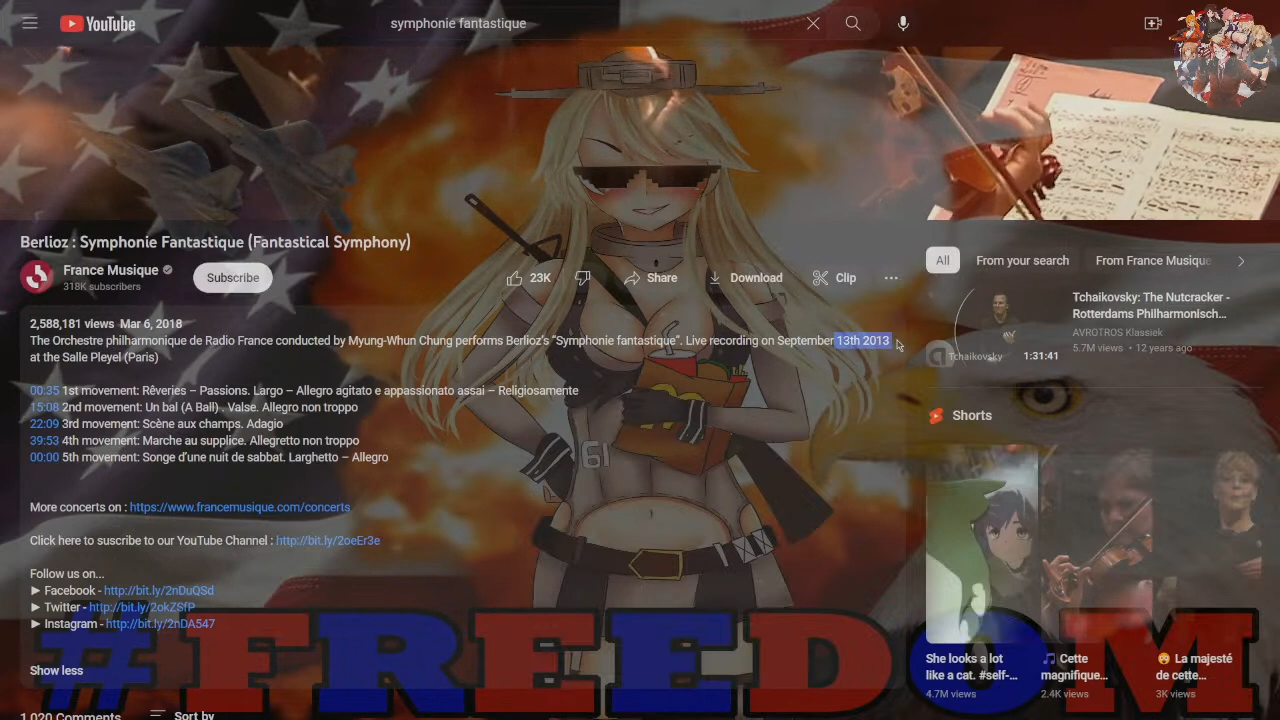 YouTube
symphonie fantastique
Berlioz : Symphonie Fantastique (Fantastical Symphony)
France Musique
318K subscribers
Subscribe
23K
Share
Download
Clip
2,588,181 views Mar 6, 2018
The Orchestre philharmonique de Radio France conducted by Myung-Whun Chung performs Berlioz's "Symphonie fantastique". Live recording on September 13th 2013
at the Salle Pleyel (Paris)
00:35 1st movement: Rêveries – Passions. Largo – Allegro agitato e appassionato assai – Religiosamente
15:08 2nd movement: Un bal (A Ball) . Valse. Allegro non troppo
22:09 3rd movement: Scène aux champs. Adagio
39:53 4th movement: Marche au supplice. Allegretto non troppo
00:00 5th movement: Songe d'une nuit de sabbat. Larghetto – Allegro
More concerts on : https://www.francemusique.com/concerts
Click here to suscribe to our YouTube Channel : http://bit.ly/2oeEr3e
Follow us on...
► Facebook - http://bit.ly/2nDuQSd
► Twitter - http://bit.ly/2okZSfP
► Instagram - http://bit.ly/2nDA547
Show less
1,020 Comments
Sort by
All
From your search
From France Musique
Tchaikovsky: The Nutcracker -
Rotterdams Philharmonisch...
AVROTROS Klassiek
5.7M views • 12 years ago
Tchaikovsky
1:31:41
Shorts
She looks a lot
like a cat. #self-...
4.7M views
🎵 Cette
magnifique...
2.4K views
😲 La majesté
de cette...
3K views
61
#FREEDOM